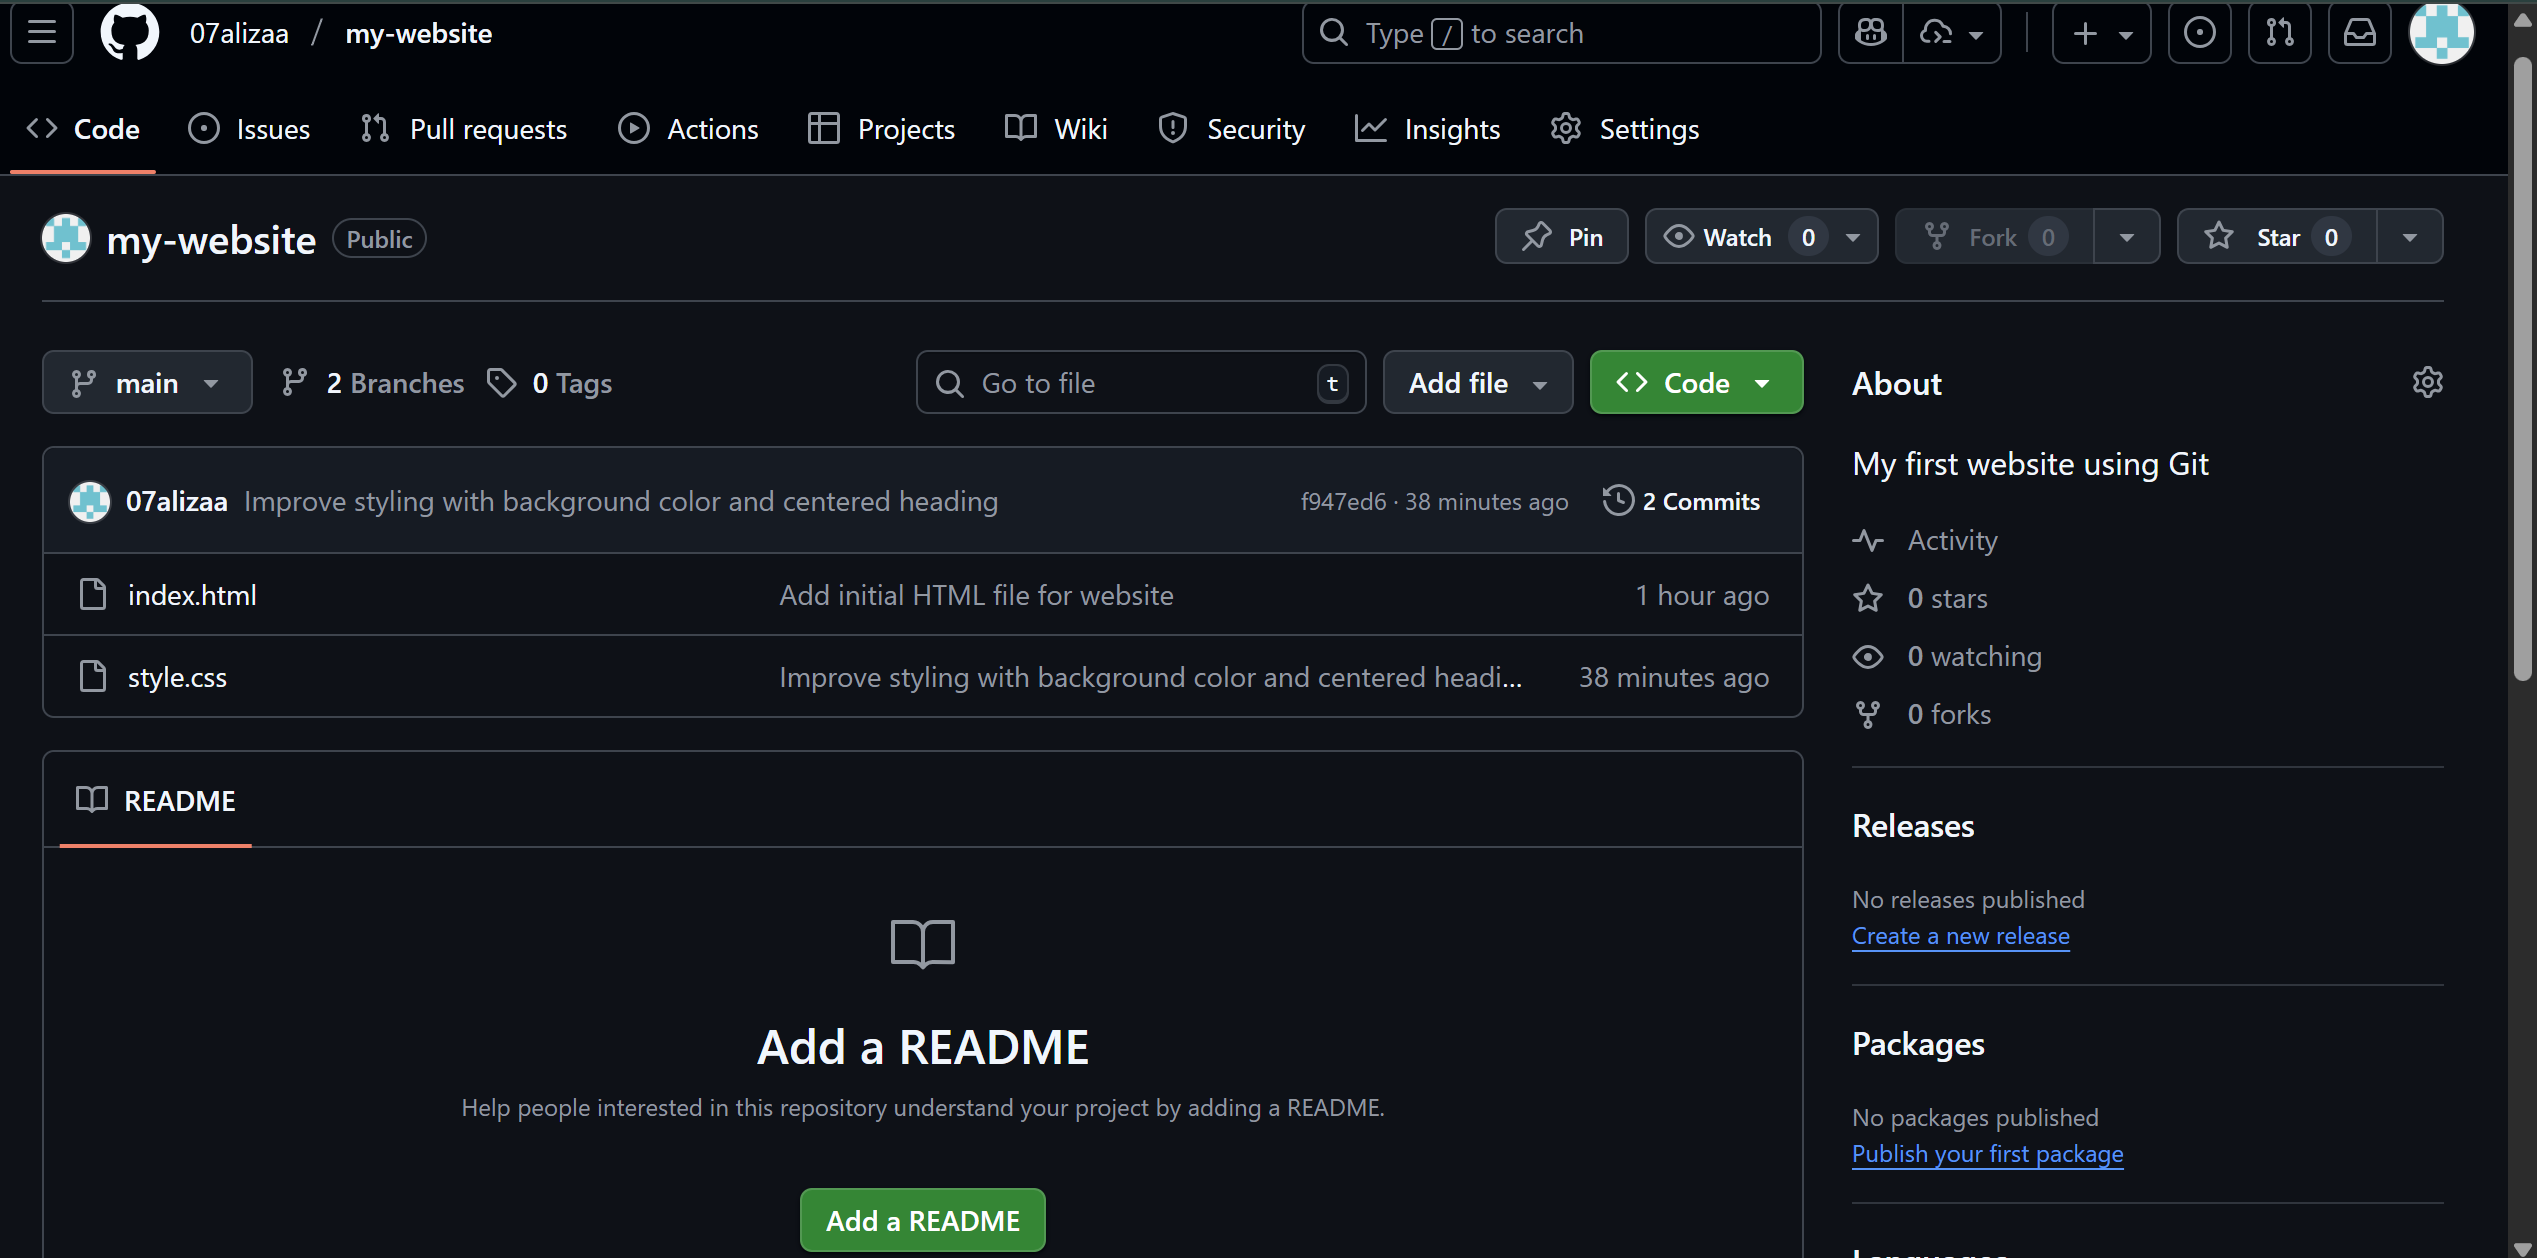 07alizaa / my-website
Type / to search
Code Issues Pull requests Actions Projects Wiki Security Insights Settings
my-website Public
Pin Watch 0 Fork 0 Star 0
main 2 Branches 0 Tags
Go to file t Add file Code
07alizaa Improve styling with background color and centered heading f947ed6 · 38 minutes ago 2 Commits
index.html Add initial HTML file for website 1 hour ago
style.css Improve styling with background color and centered headi... 38 minutes ago
README
Add a README
Help people interested in this repository understand your project by adding a README.
Add a README
About
My first website using Git
Activity
0 stars
0 watching
0 forks
Releases
No releases published
Create a new release
Packages
No packages published
Publish your first package